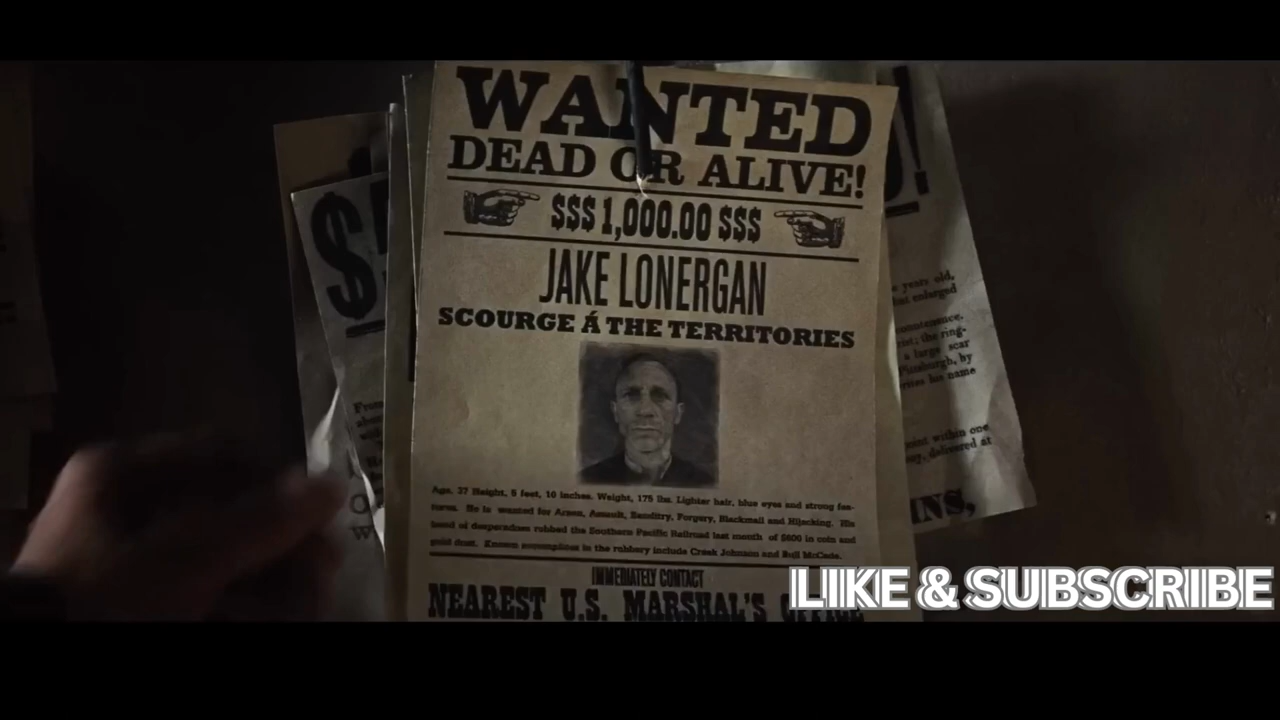 WANTED
DEAD OR ALIVE!
$$$ 1,000.00 $$$
JAKE LONERGAN
SCOURGE Á THE TERRITORIES
Age, 37 Height, 5 feet, 10 inches. Weight, 175 lbs. Lighter hair, blue eyes and strong fea-
tures. He is wanted for Arson, Assault, Banditry, Forgery, Blackmail and Hijacking. His
band of desperadoes robbed the Southern Pacific Railroad last month of $600 in coin and
gold dust. Known accomplices in the robbery include Creek Johnson and Bull McCade.
IMMEDIATELY CONTACT
NEAREST U.S. MARSHAL'S OFFICE
years old,
enlarged
countenance,
the ring-
a large scar
Pittsburgh, by
his name
within one
delivered at
INS,
From
LIKE & SUBSCRIBE